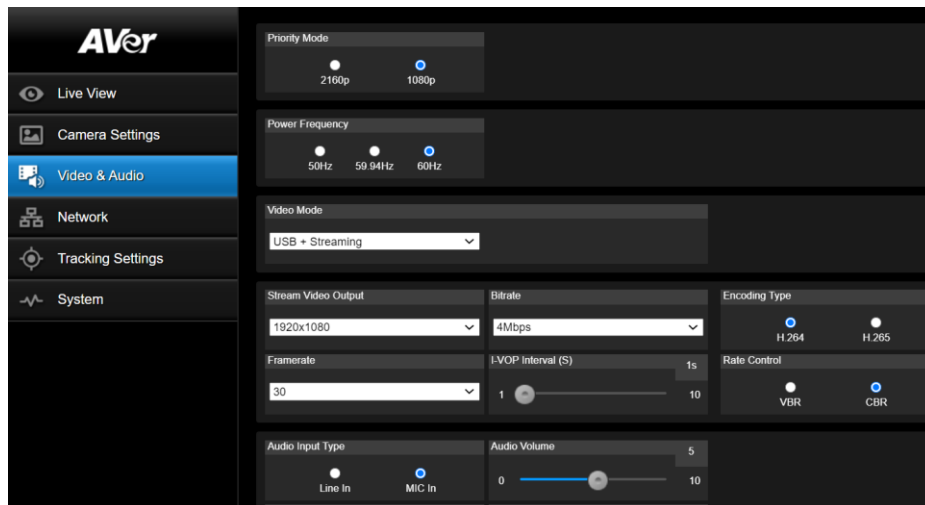 AVer
Live View
Camera Settings
Video & Audio
Network
Tracking Settings
System
Priority Mode
2160p 1080p
Power Frequency
50Hz 59.94Hz 60Hz
Video Mode
USB + Streaming
Stream Video Output Bitrate Encoding Type
1920x1080 4Mbps H.264 H.265
Framerate I-VOP Interval (S) 1s Rate Control
30 1 10 VBR CBR
Audio Input Type Audio Volume 5
Line In MIC In 0 10